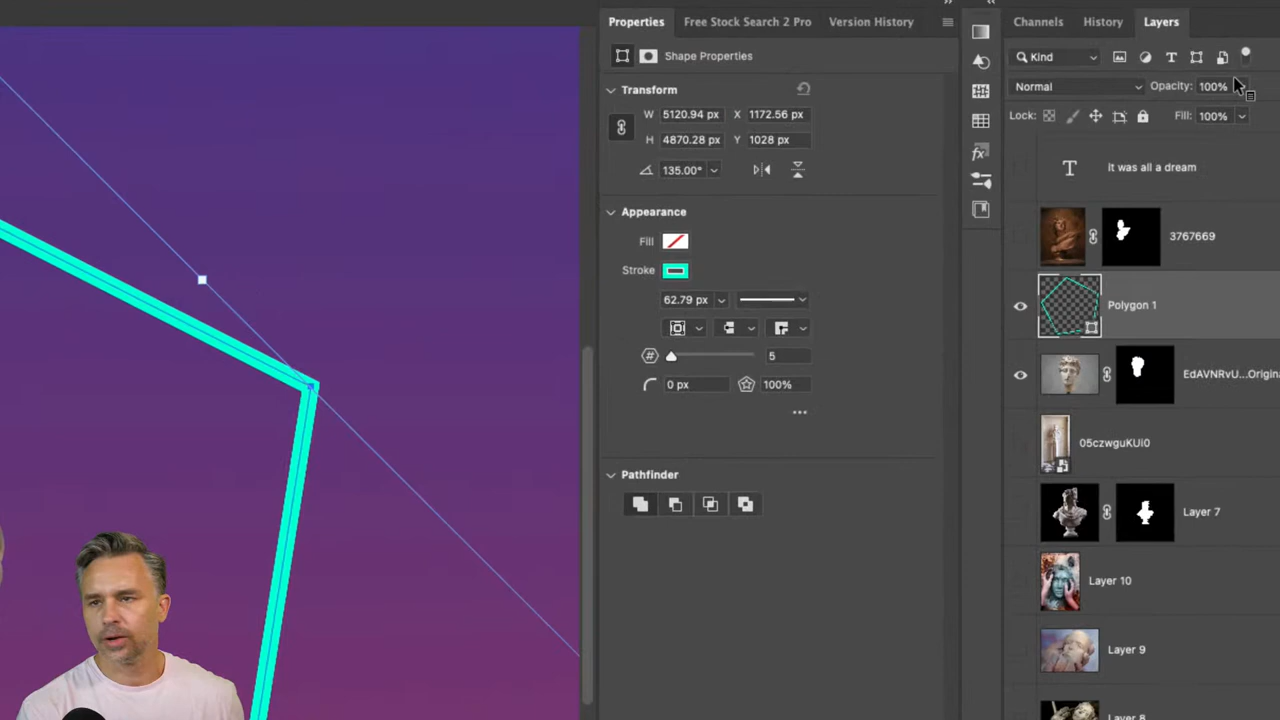 Properties Free Stock Search 2 Pro Version History
Channels History Layers
Shape Properties
Kind
Transform
Normal Opacity: 100%
W 5120.94 px X 1172.56 px
Lock: Fill: 100%
H 4870.28 px Y 1028 px
135.00°
T It was all a dream
Appearance
Fill
3767669
Stroke
62.79 px
Polygon 1
5
0 px 100%
EdAVNRvU...Original
05czwguKUI0
Pathfinder
Layer 7
Layer 10
Layer 9
Layer 8